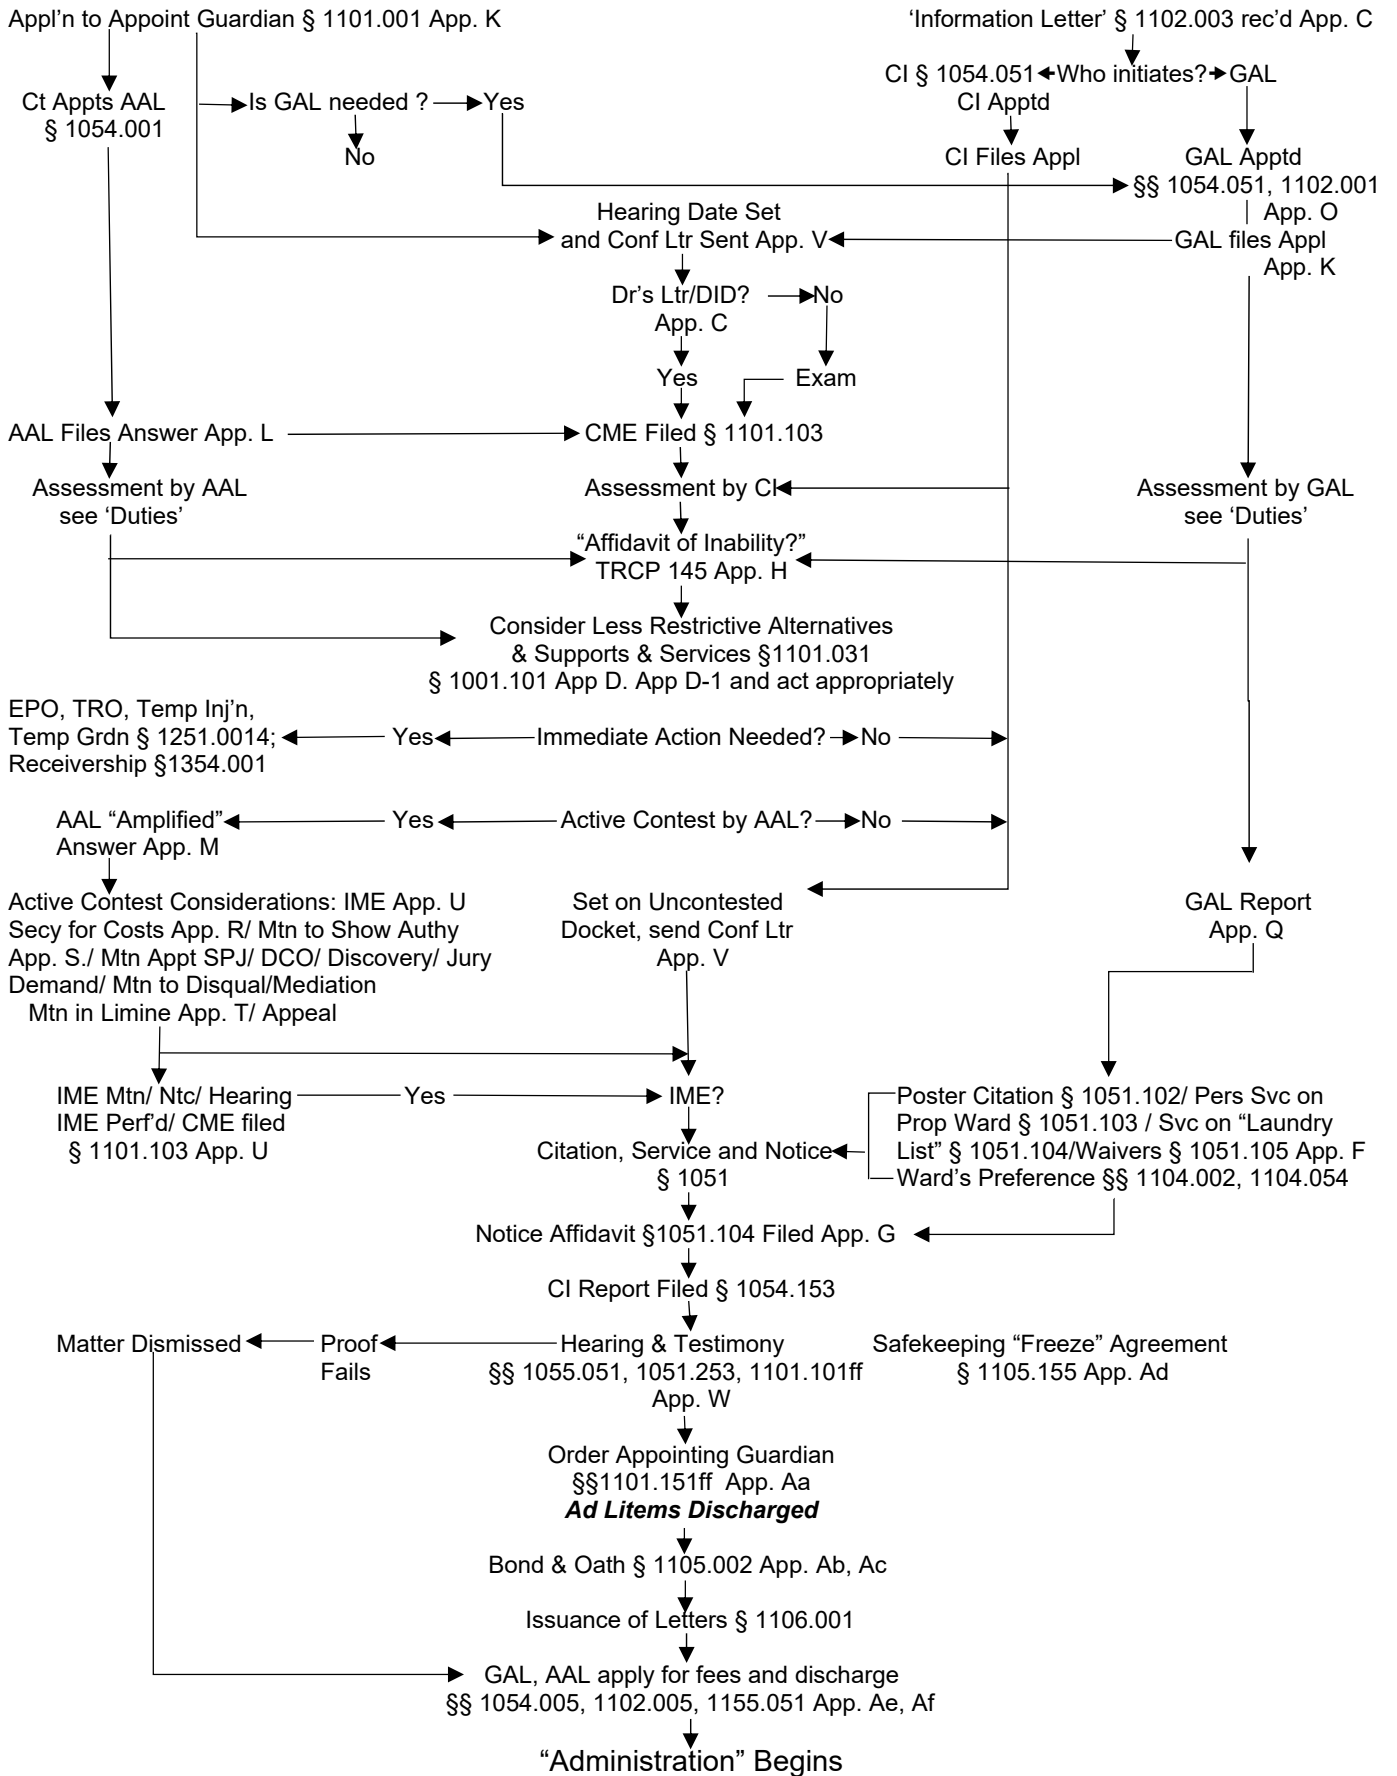 Appl’n to Appoint Guardian § 1101.001 App. K
‘Information Letter’ § 1102.003 rec’d App. C
CI § 1054.051
Who initiates?
GAL
Ct Appts AAL
§ 1054.001
Is GAL needed ?
Yes
No
CI Apptd
CI Files Appl
GAL Apptd
§§ 1054.051, 1102.001
App. O
Hearing Date Set
and Conf Ltr Sent App. V
GAL files Appl
App. K
Dr’s Ltr/DID?
App. C
No
Yes
Exam
AAL Files Answer App. L
CME Filed § 1101.103
Assessment by AAL
see ‘Duties’
Assessment by CI
Assessment by GAL
see ‘Duties’
“Affidavit of Inability?”
TRCP 145 App. H
Consider Less Restrictive Alternatives
& Supports & Services §1101.031
§ 1001.101 App D. App D-1 and act appropriately
EPO, TRO, Temp Inj’n,
Temp Grdn § 1251.0014;
Receivership §1354.001
Yes
Immediate Action Needed?
No
AAL “Amplified”
Answer App. M
Yes
Active Contest by AAL?
No
Active Contest Considerations: IME App. U
Secy for Costs App. R/ Mtn to Show Authy
App. S./ Mtn Appt SPJ/ DCO/ Discovery/ Jury
Demand/ Mtn to Disqual/Mediation
Mtn in Limine App. T/ Appeal
Set on Uncontested
Docket, send Conf Ltr
App. V
GAL Report
App. Q
IME Mtn/ Ntc/ Hearing
IME Perf’d/ CME filed
§ 1101.103 App. U
Yes
IME?
Poster Citation § 1051.102/ Pers Svc on
Prop Ward § 1051.103 / Svc on “Laundry
List” § 1051.104/Waivers § 1051.105 App. F
Ward’s Preference §§ 1104.002, 1104.054
Citation, Service and Notice
§ 1051
Notice Affidavit §1051.104 Filed App. G
CI Report Filed § 1054.153
Matter Dismissed
Proof
Fails
Hearing & Testimony
§§ 1055.051, 1051.253, 1101.101ff
App. W
Safekeeping “Freeze” Agreement
§ 1105.155 App. Ad
Order Appointing Guardian
§§1101.151ff App. Aa
Ad Litems Discharged
Bond & Oath § 1105.002 App. Ab, Ac
Issuance of Letters § 1106.001
GAL, AAL apply for fees and discharge
§§ 1054.005, 1102.005, 1155.051 App. Ae, Af
“Administration” Begins